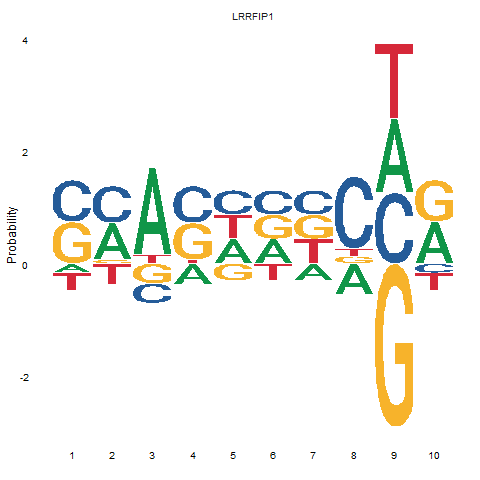 LRRFIP1
4
2
0
-2
Probability
C C A C C C C C T G
G A T G T G G T A A
A G G T A A T G C C
T T C A G T A A G T
1 2 3 4 5 6 7 8 9 10